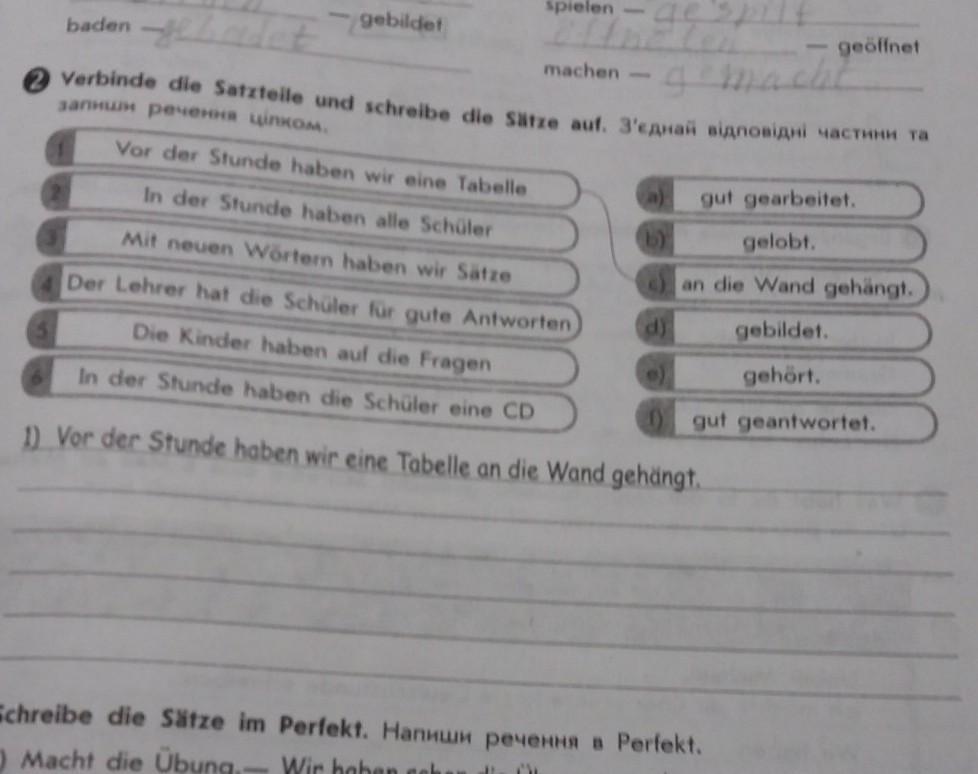 spielen — gespilt
— gebildet
baden — gebadet
— geöffnet
machen — gemacht
2 Verbinde die Satzteile und schreibe die Sätze auf. З'єднай відповідні частини та
запиши речення цілком.
1 Vor der Stunde haben wir eine Tabelle
a) gut gearbeitet.
2 In der Stunde haben alle Schüler
b) gelobt.
3 Mit neuen Wörtern haben wir Sätze
c) an die Wand gehängt.
4 Der Lehrer hat die Schüler für gute Antworten
d) gebildet.
5 Die Kinder haben auf die Fragen
e) gehört.
6 In der Stunde haben die Schüler eine CD
f) gut geantwortet.
1) Vor der Stunde haben wir eine Tabelle an die Wand gehängt.
Schreibe die Sätze im Perfekt. Напиши речення в Perfekt.
) Macht die Übung. — Wir haben schon